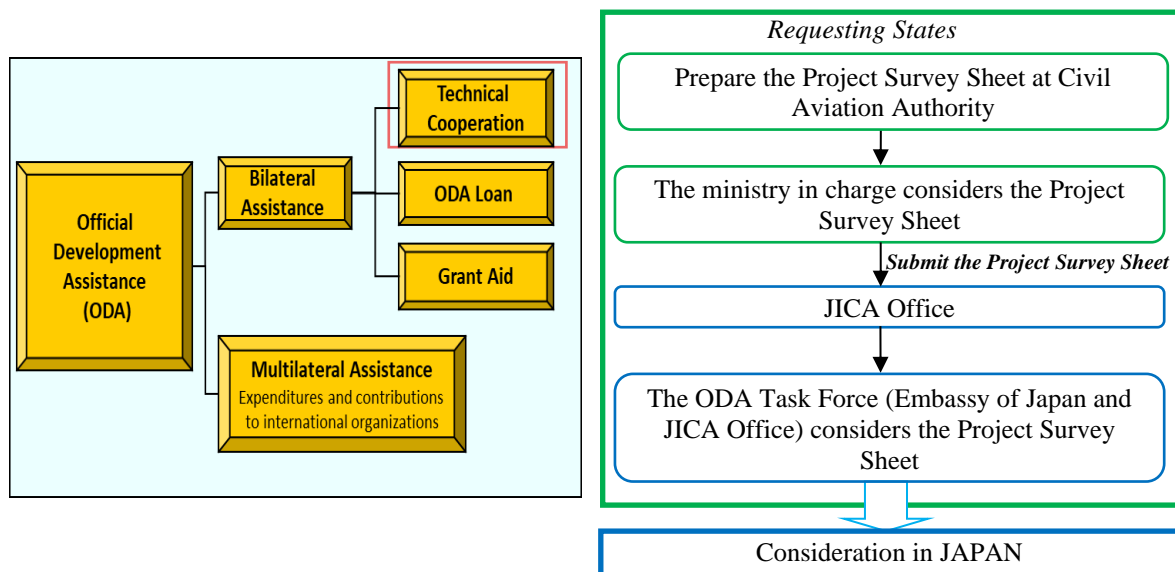 Official
Development
Assistance
(ODA)
Bilateral
Assistance
Technical
Cooperation
ODA Loan
Grant Aid
Multilateral Assistance
Expenditures and contributions
to international organizations
Requesting States
Prepare the Project Survey Sheet at Civil
Aviation Authority
The ministry in charge considers the Project
Survey Sheet
Submit the Project Survey Sheet
JICA Office
The ODA Task Force (Embassy of Japan and
JICA Office) considers the Project Survey
Sheet
Consideration in JAPAN